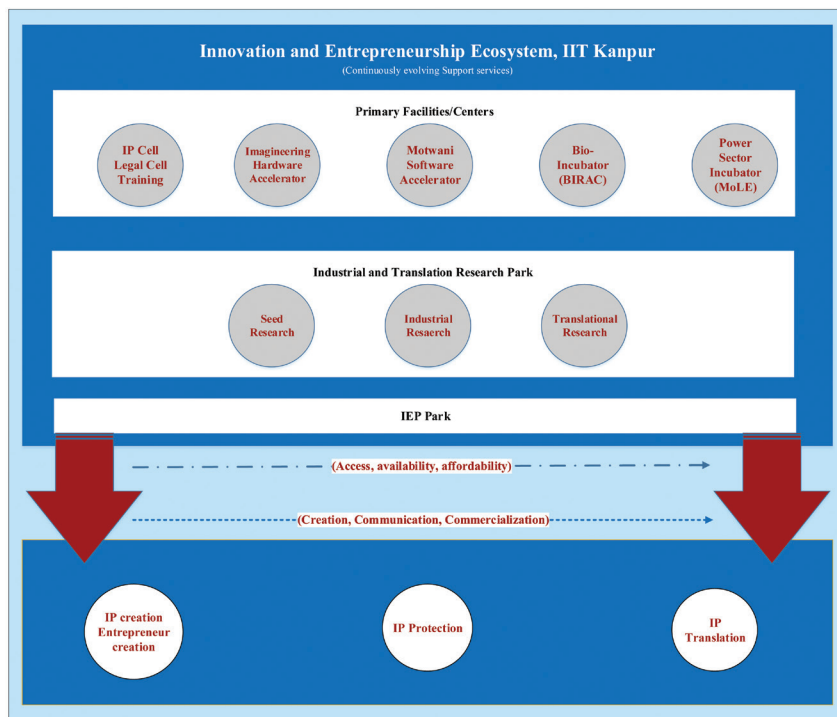 Innovation and Entrepreneurship Ecosystem, IIT Kanpur
(Continuously evolving Support services)
Primary Facilities/Centers
IP Cell
Legal Cell
Training
Imagineering
Hardware
Accelerator
Motwani
Software
Accelerator
Bio-
Incubator
(BIRAC)
Power
Sector
Incubator
(MoLE)
Industrial and Translation Research Park
Seed
Research
Industrial
Resaerch
Translational
Research
IEP Park
(Access, availability, affordability)
(Creation, Communication, Commercialization)
IP creation
Entrepreneur
creation
IP Protection
IP
Translation